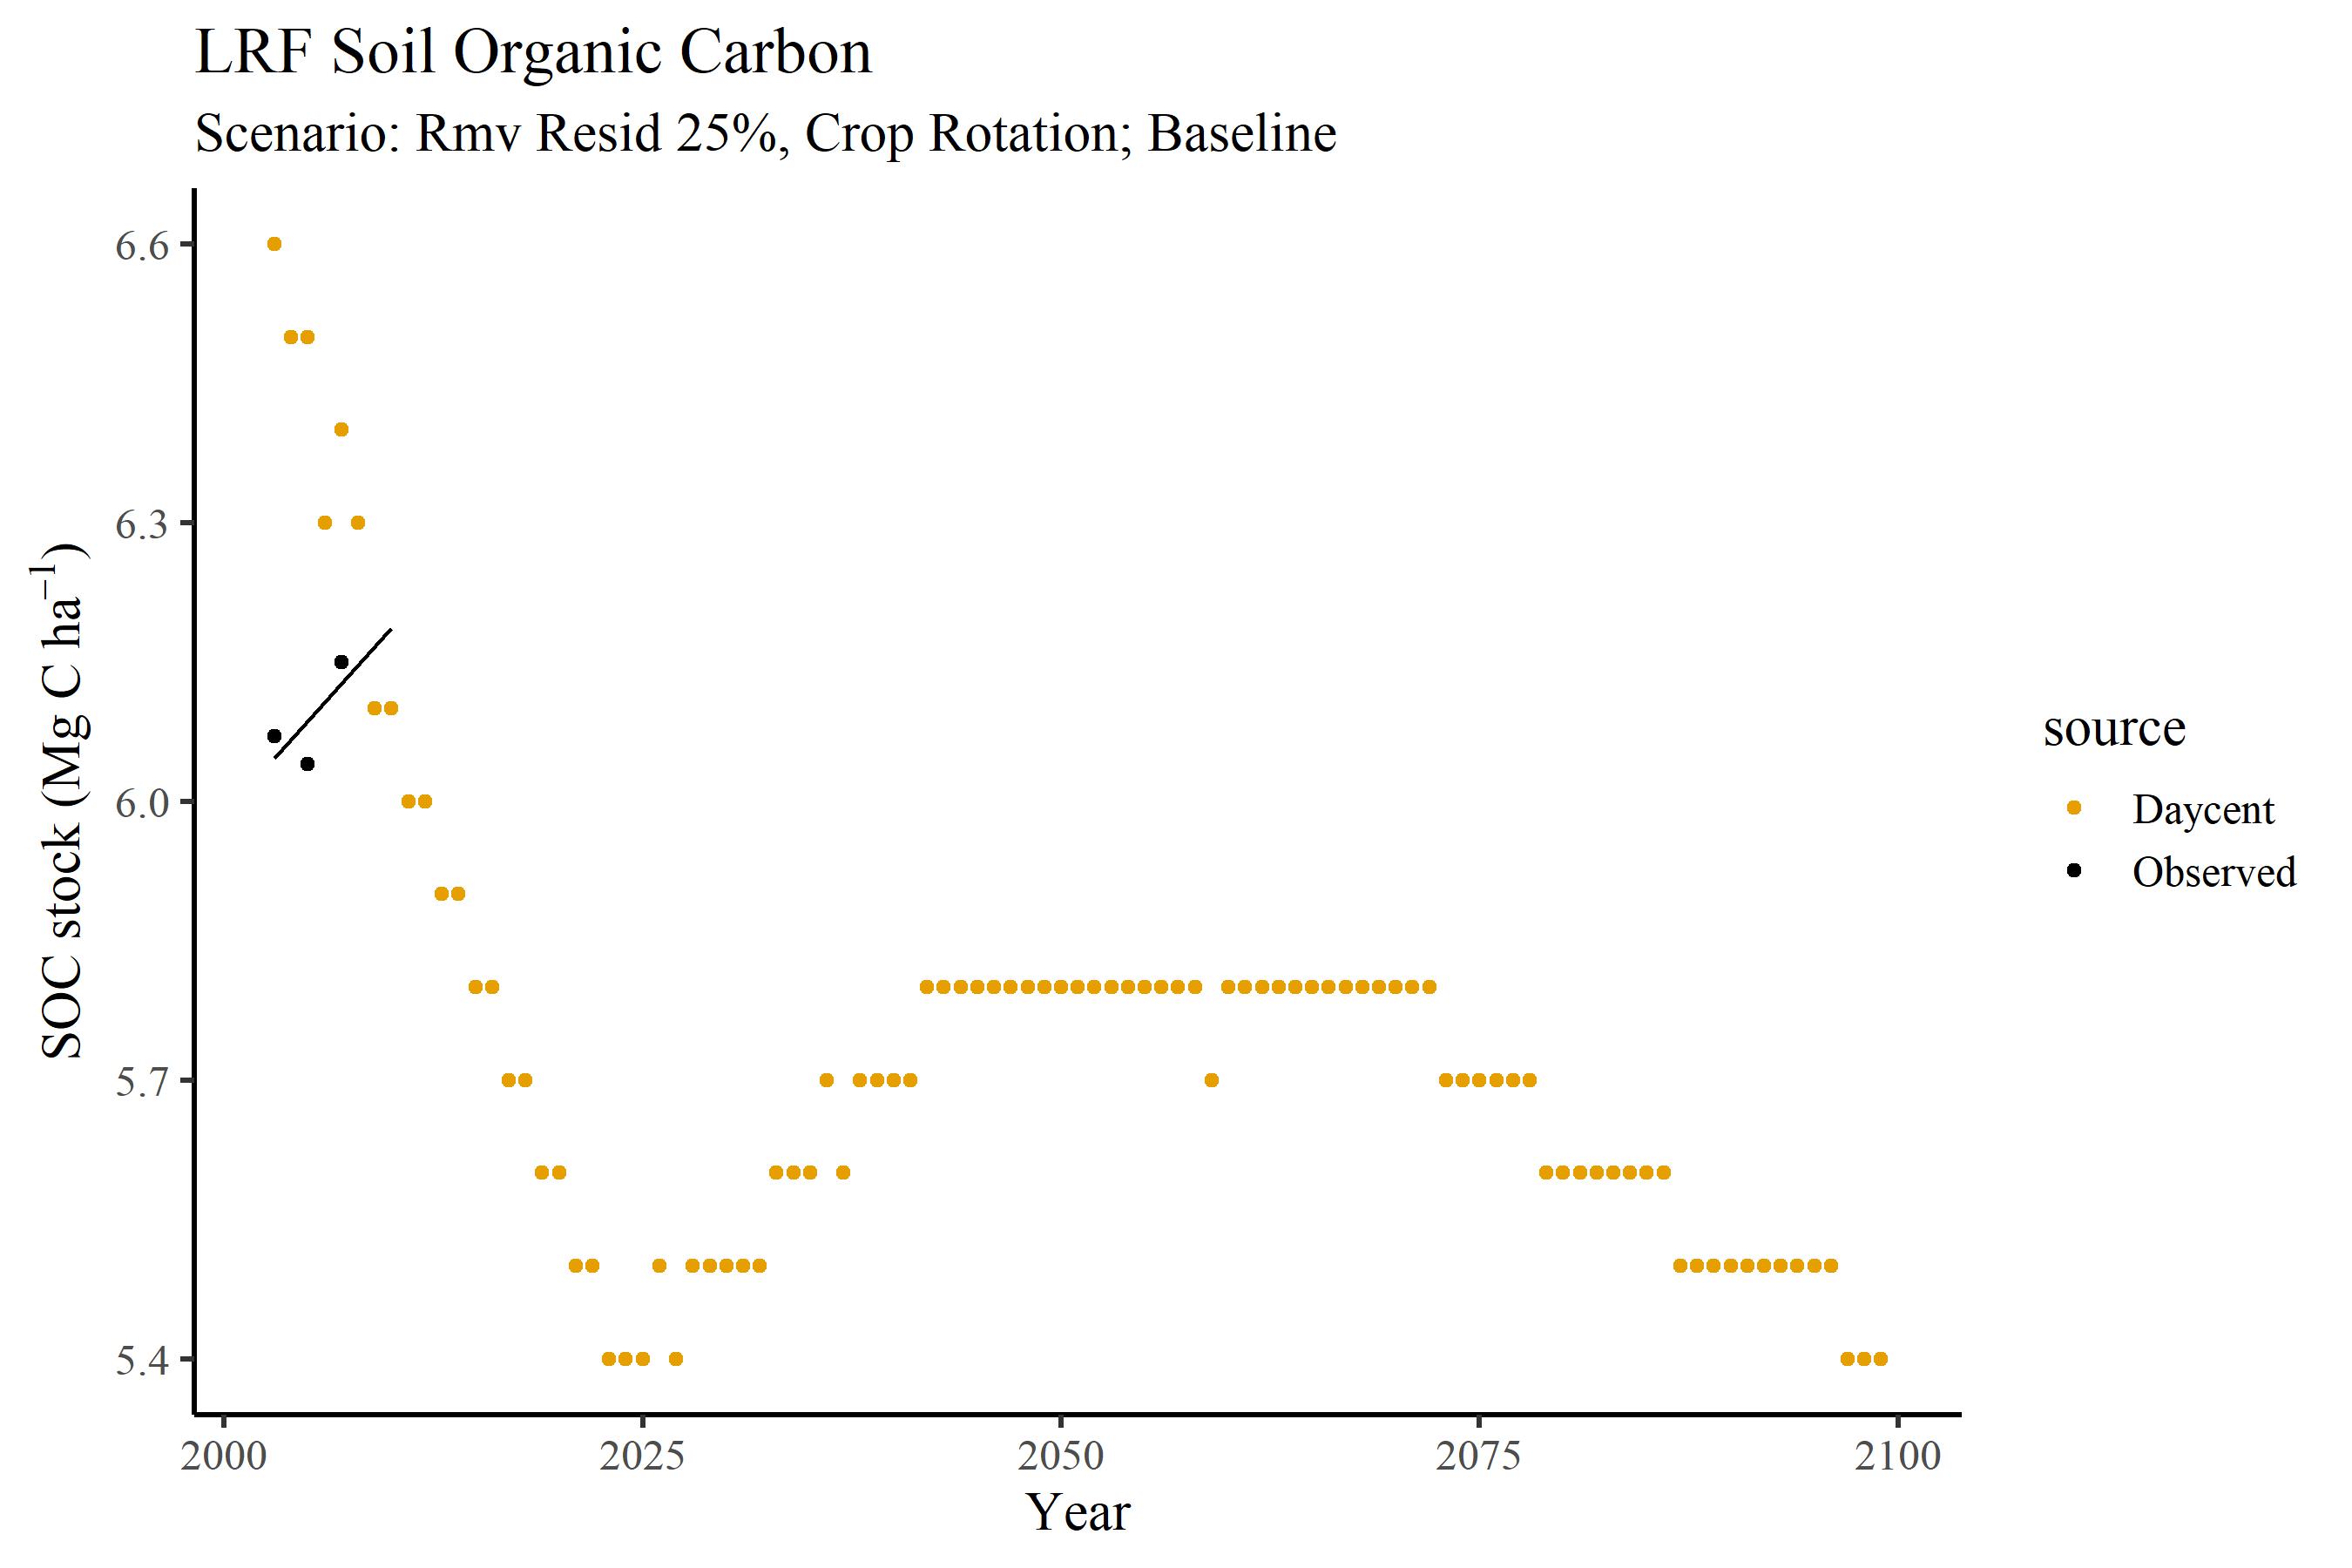 LRF Soil Organic Carbon
Scenario: Rmv Resid 25%, Crop Rotation; Baseline
SOC stock (Mg C ha⁻¹)
6.6
6.3
6.0
5.7
5.4
2000
2025
2050
2075
2100
Year
source
Daycent
Observed